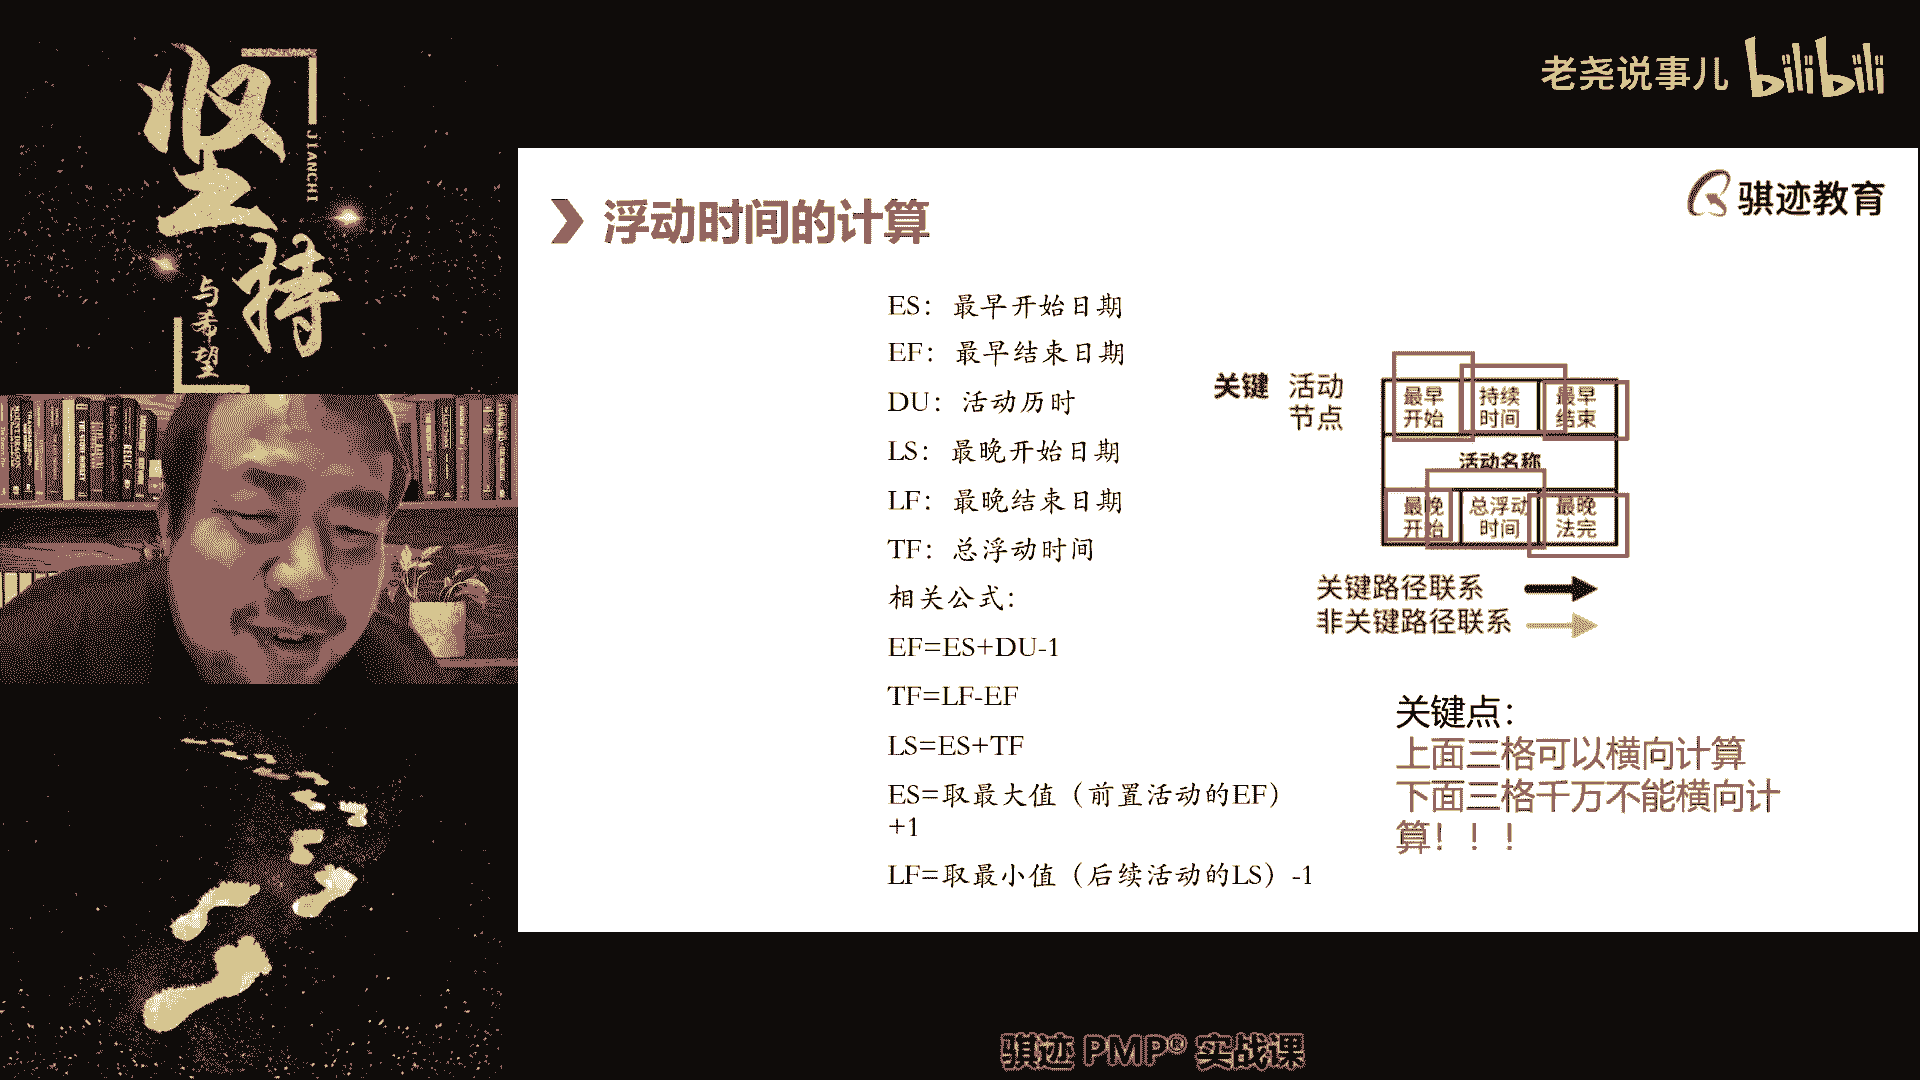 坚持
JIANCHI
与希望
老尧说事儿 bilibili
骐迹教育
浮动时间的计算
ES：最早开始日期
EF：最早结束日期
DU：活动历时
LS：最晚开始日期
LF：最晚结束日期
TF：总浮动时间
相关公式：
EF=ES+DU-1
TF=LF-EF
LS=ES+TF
ES=取最大值（前置活动的EF）
+1
LF=取最小值（后续活动的LS）-1
关键 活动
节点
最早 持续 最早
开始 时间 结束
活动名称
最晚 总浮动 最晚
开始 时间 法完
关键路径联系
非关键路径联系
关键点：
上面三格可以横向计算
下面三格千万不能横向计
算！！！
骐迹 PMP® 实战课